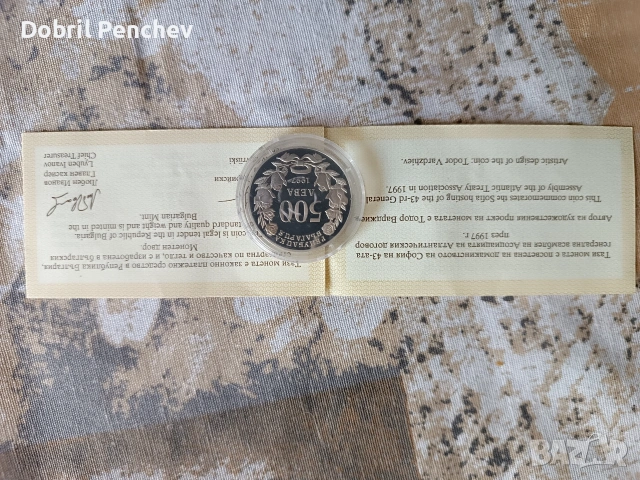 Dobril Penchev
Тази монета е посветена на домакинството на София на 43-ата
генерална асамблея на Асоциацията на атлантическия договор
през 1997 г.
Автор на художествения проект на монетата е Тодор Варджиев.
This coin commemorates the Sofia hosting of 43-rd General
Assembly of the Atlantic Treaty Association in 1997.
Artistic design of the coin: Todor Vardzhiev.
Тази монета е законно платежно средство в Република България,
стандартна по качество и тегло, и е изработена в българския
Монетен двор.
coin is legal tender in the Republic of Bulgaria,
standard quality and weight and is minted in the
Bulgarian Mint.
Любен Иванов
Главен касиер
Lyuben Ivanov
Chief Treasurer
РЕПУБЛИКА
БЪЛГАРИЯ
500
ЛЕВА
1997
BAZAR